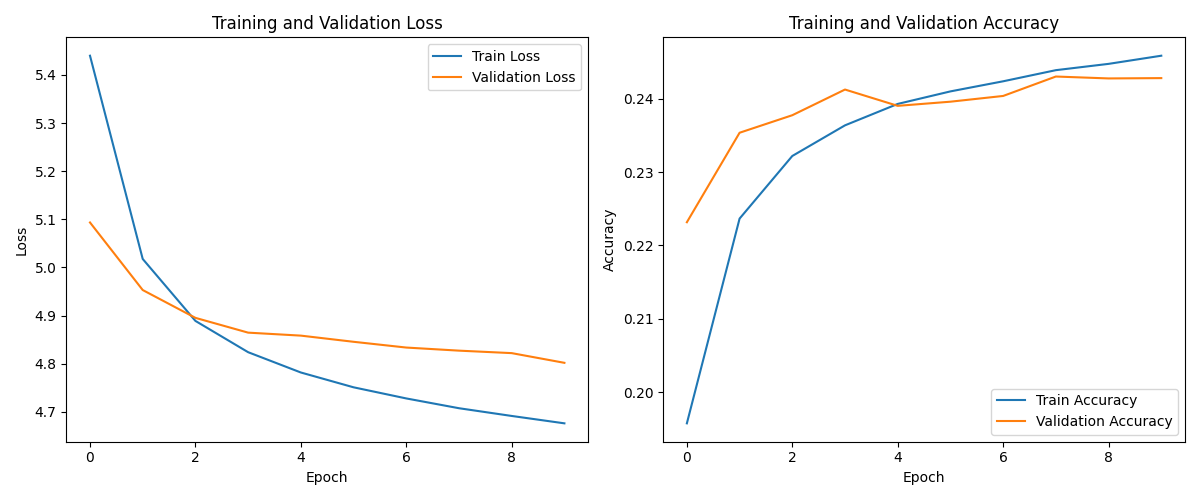 Training and Validation Loss
Train Loss
Validation Loss
5.4
5.3
5.2
5.1
5.0
4.9
4.8
4.7
Loss
0 2 4 6 8
Epoch
Training and Validation Accuracy
0.24
0.23
0.22
0.21
0.20
Accuracy
Train Accuracy
Validation Accuracy
0 2 4 6 8
Epoch